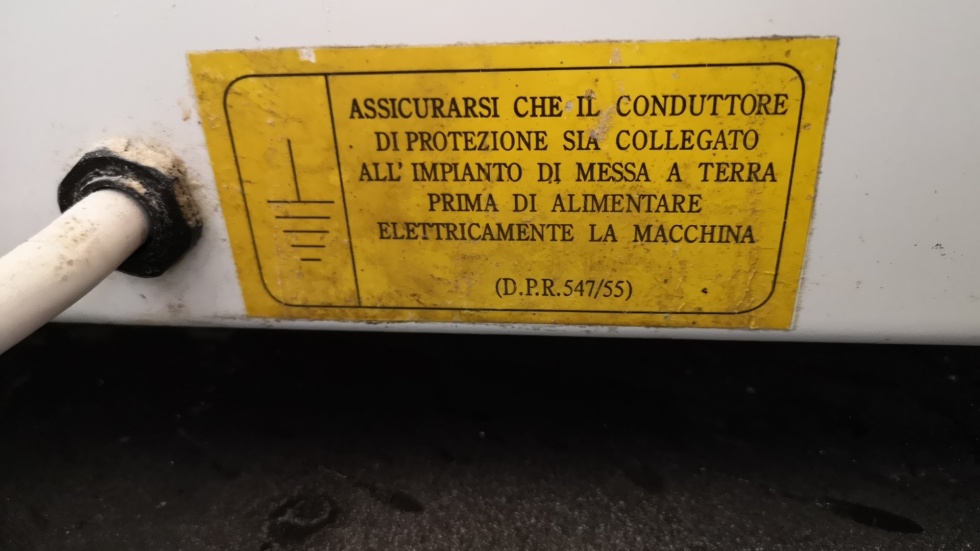 ASSICURARSI CHE IL CONDUTTORE
DI PROTEZIONE SIA COLLEGATO
ALL' IMPIANTO DI MESSA A TERRA
PRIMA DI ALIMENTARE
ELETTRICAMENTE LA MACCHINA
(D.P.R.547/55)